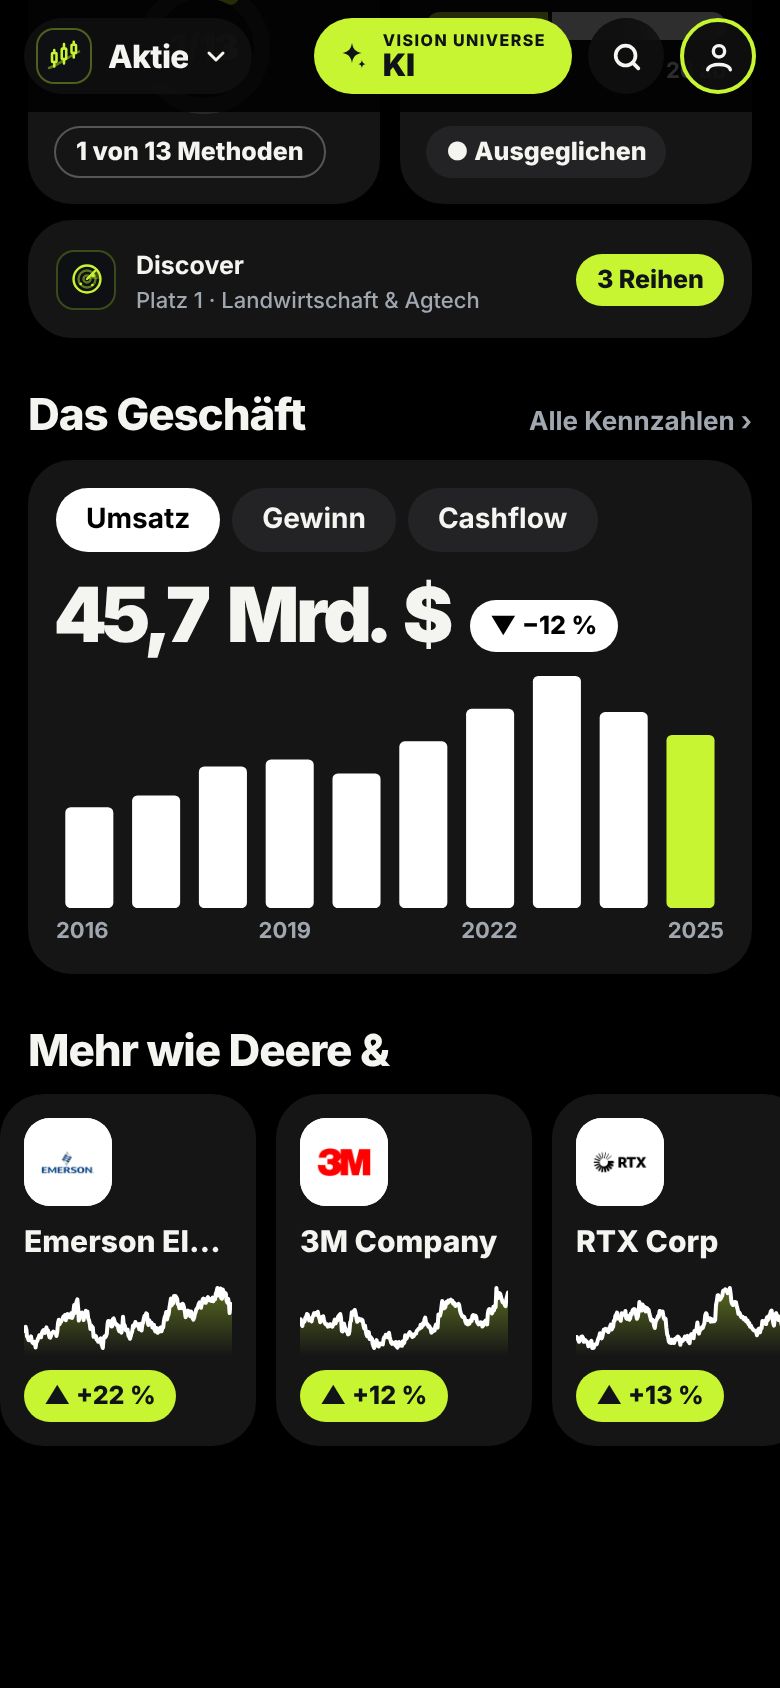 Aktie
VISION UNIVERSE
KI
1 von 13 Methoden
Ausgeglichen
Discover
Platz 1 · Landwirtschaft & Agtech
3 Reihen
Das Geschäft
Alle Kennzahlen ›
Umsatz
Gewinn
Cashflow
45,7 Mrd. $
▼ −12 %
2016
2019
2022
2025
Mehr wie Deere &
EMERSON
3M
RTX
Emerson El...
3M Company
RTX Corp
▲ +22 %
▲ +12 %
▲ +13 %